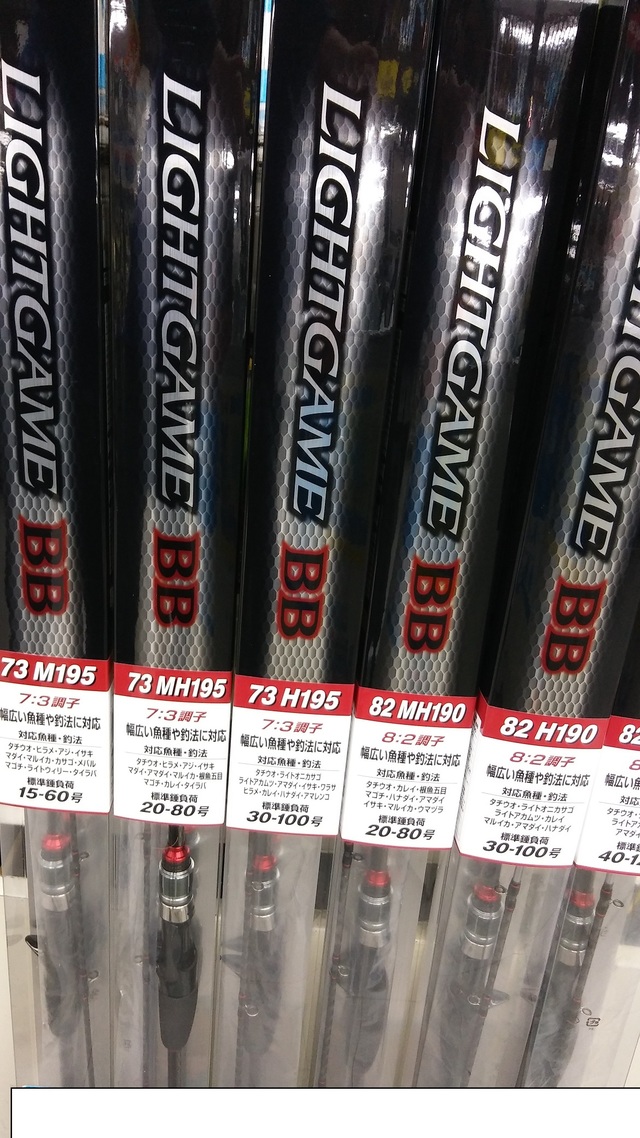 LIGHTGAME BB
73 M195
7:3調子
幅広い魚種や釣法に対応
対応魚種・釣法
タチウオ・ヒラメ・アジ・イサキ
マダイ・マルイカ・カサゴ・メバル
マゴチ・ライトウィリー・タイラバ
標準錘負荷
15-60号
LIGHTGAME BB
73 MH195
7:3調子
幅広い魚種や釣法に対応
対応魚種・釣法
タチウオ・ヒラメ・アジ・イサキ
マダイ・アマダイ・マルイカ・根魚五目
マゴチ・カレイ・タイラバ
標準錘負荷
20-80号
LIGHTGAME BB
73 H195
7:3調子
幅広い魚種や釣法に対応
対応魚種・釣法
タチウオ・ライトオニカサゴ
ライトアカムツ・アマダイ・イサキ・ワラサ
ヒラメ・カレイ・ハナダイ・アマレンコ
標準錘負荷
30-100号
LIGHTGAME BB
82 MH190
8:2調子
幅広い魚種や釣法に対応
対応魚種・釣法
タチウオ・カレイ・根魚五目
マゴチ・ハナダイ・アマダイ
イサキ・マルイカ・ウマヅラ
標準錘負荷
20-80号
LIGHTGAME BB
82 H190
8:2調子
幅広い魚種や釣法に対応
対応魚種・釣法
タチウオ・ライトオニカサゴ
ライトアカムツ・カレイ
マルイカ・アマダイ・ハナダイ
標準錘負荷
30-100号